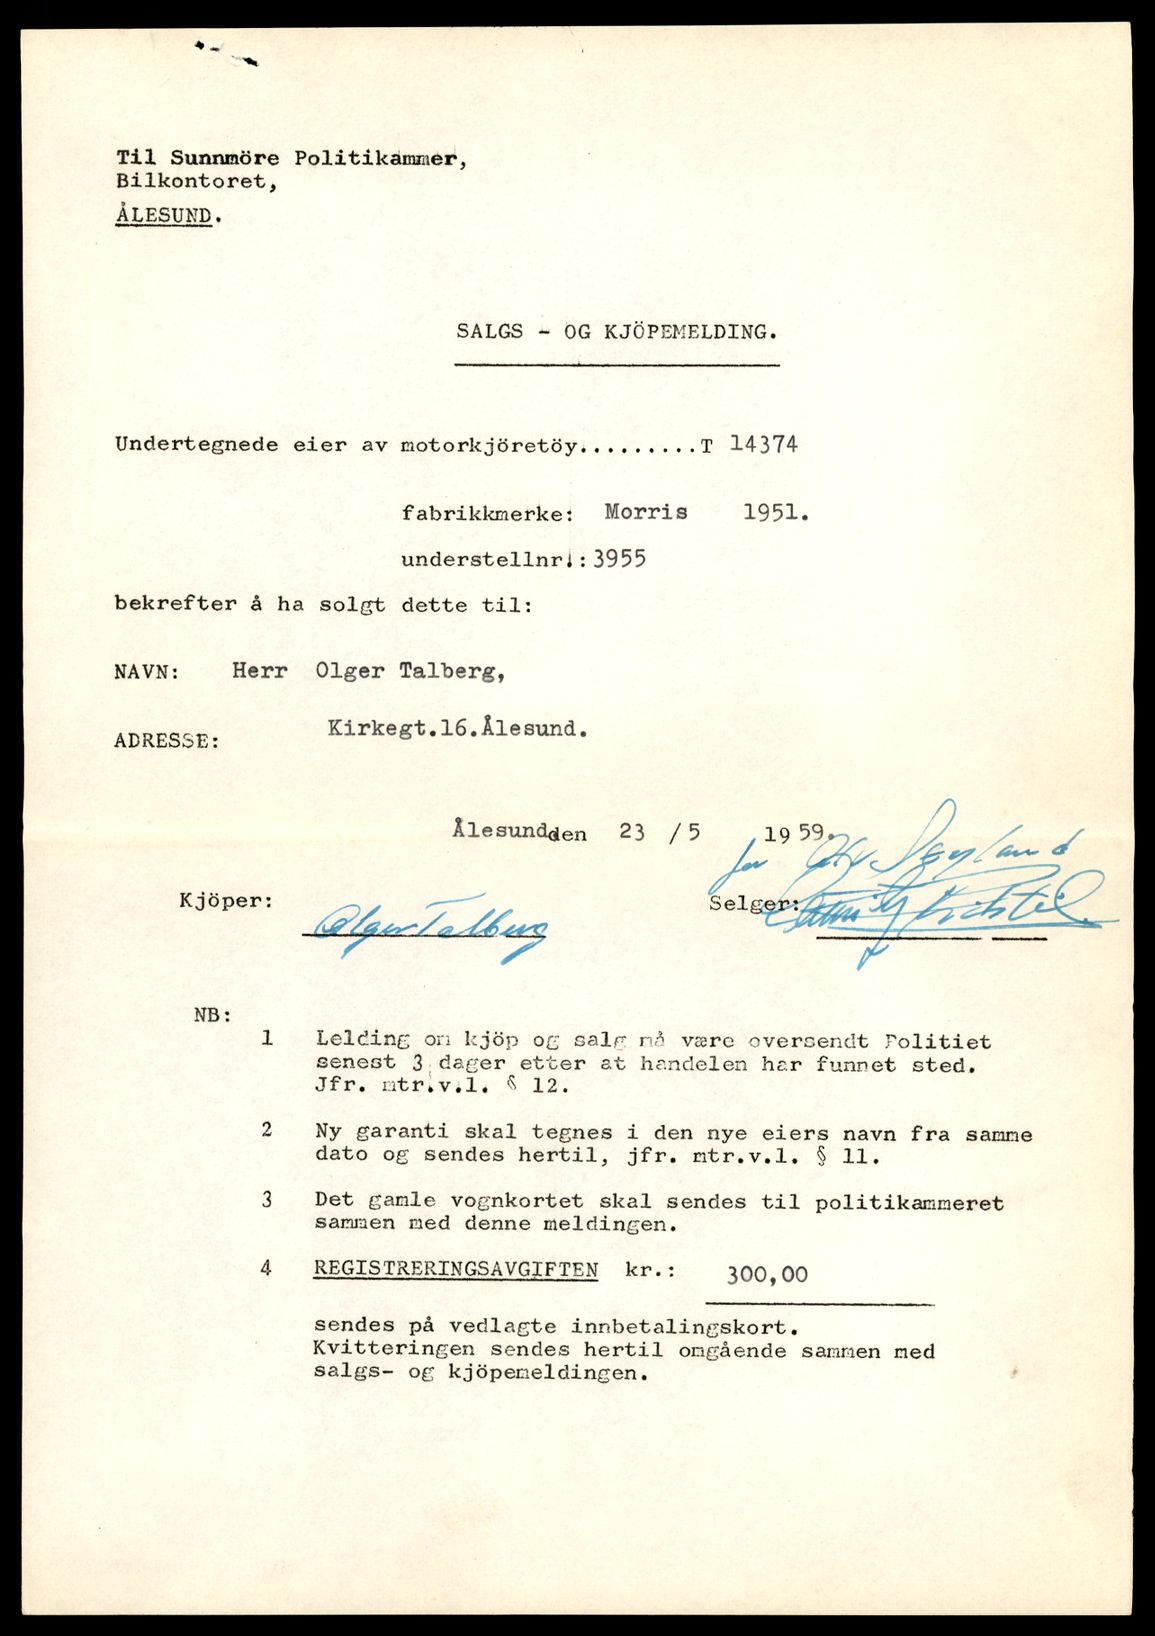 Til Sunnmöre Politikammer,
Bilkontoret,
ÅLESUND.
SALGS - OG KJÖPEMELDING.
Undertegnede eier av motorkjöretöy.........T 14374
fabrikkmerke: Morris 1951.
understellnr.:3955
bekrefter å ha solgt dette til:
NAVN: Herr Olger Talberg,
ADRESSE: Kirkegt.16.Ålesund.
Ålesund den 23 /5 1959.
for
Kjöper: Olger Talberg Selger:
NB:
1 Lelding om kjöp og salg må være oversendt Politiet
senest 3 dager etter at handelen har funnet sted.
Jfr. mtr.v.l. § 12.
2 Ny garanti skal tegnes i den nye eiers navn fra samme
dato og sendes hertil, jfr. mtr.v.l. § 11.
3 Det gamle vognkortet skal sendes til politikammeret
sammen med denne meldingen.
4 REGISTRERINGSAVGIFTEN kr.: 300,00
sendes på vedlagte innbetalingskort.
Kvitteringen sendes hertil omgående sammen med
salgs- og kjöpemeldingen.